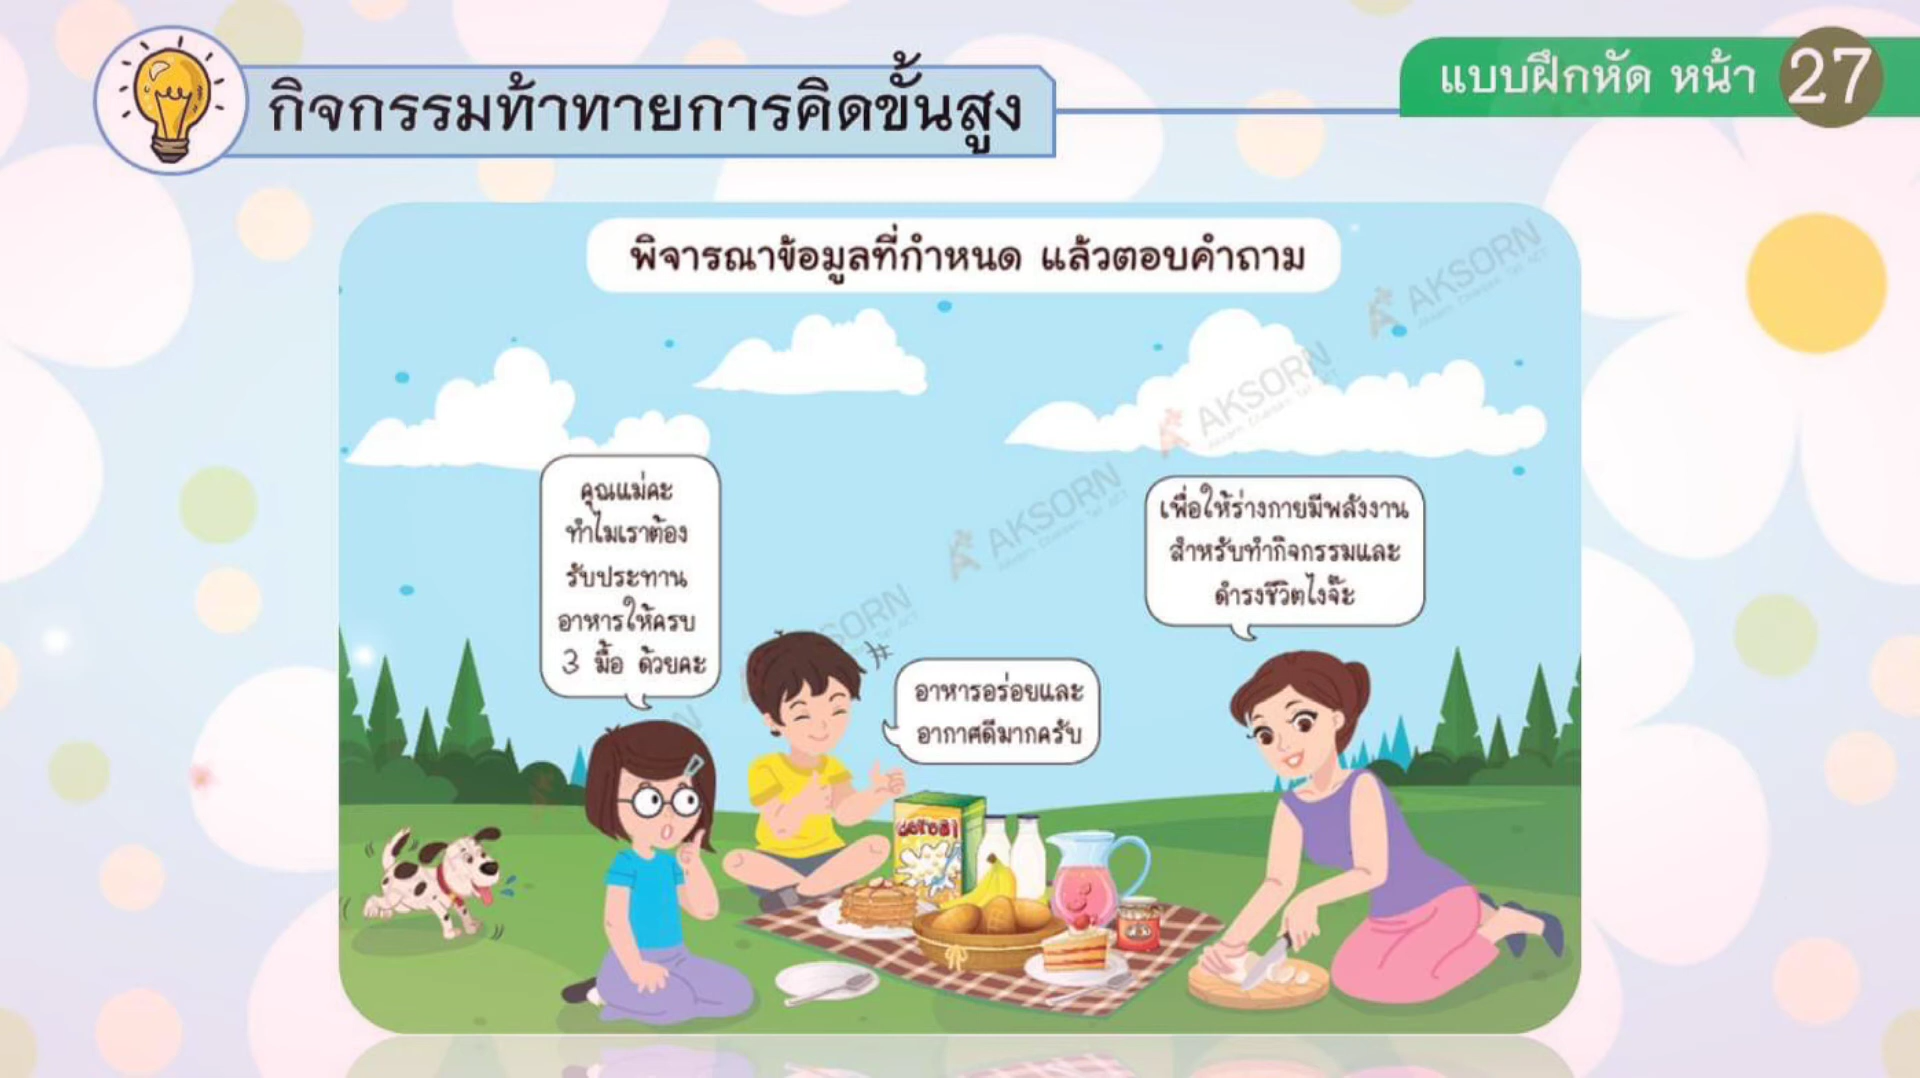 กิจกรรมท้าทายการคิดขั้นสูง
แบบฝึกหัด หน้า 27
พิจารณาข้อมูลที่กำหนด แล้วตอบคำถาม
คุณแม่คะ
ทำไมเราต้อง
รับประทาน
อาหารให้ครบ
3 มื้อ ด้วยคะ
อาหารอร่อยและ
อากาศดีมากครับ
เพื่อให้ร่างกายมีพลังงาน
สำหรับทำกิจกรรมและ
ดำรงชีวิตไงจ๊ะ
AKSORN
AKSORN
AKSORN